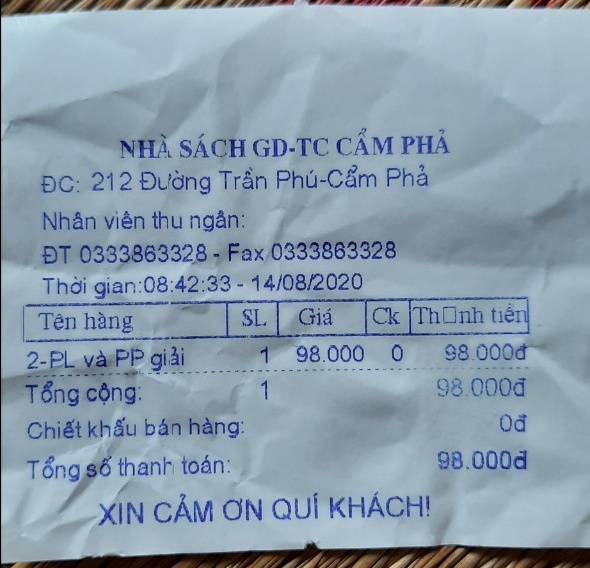 NHÀ SÁCH GD-TC CẨM PHẢ
ĐC: 212 Đường Trần Phú-Cẩm Phả
Nhân viên thu ngân:
ĐT 0333863328 - Fax 0333863328
Thời gian:08:42:33 - 14/08/2020
Tên hàng SL Giá Ck Th□nh tiền
2-PL và PP giải 1 98.000 0 98.000đ
Tổng cộng: 1 98.000đ
Chiết khấu bán hàng: 0đ
Tổng số thanh toán: 98.000đ
XIN CẢM ƠN QUÍ KHÁCH!